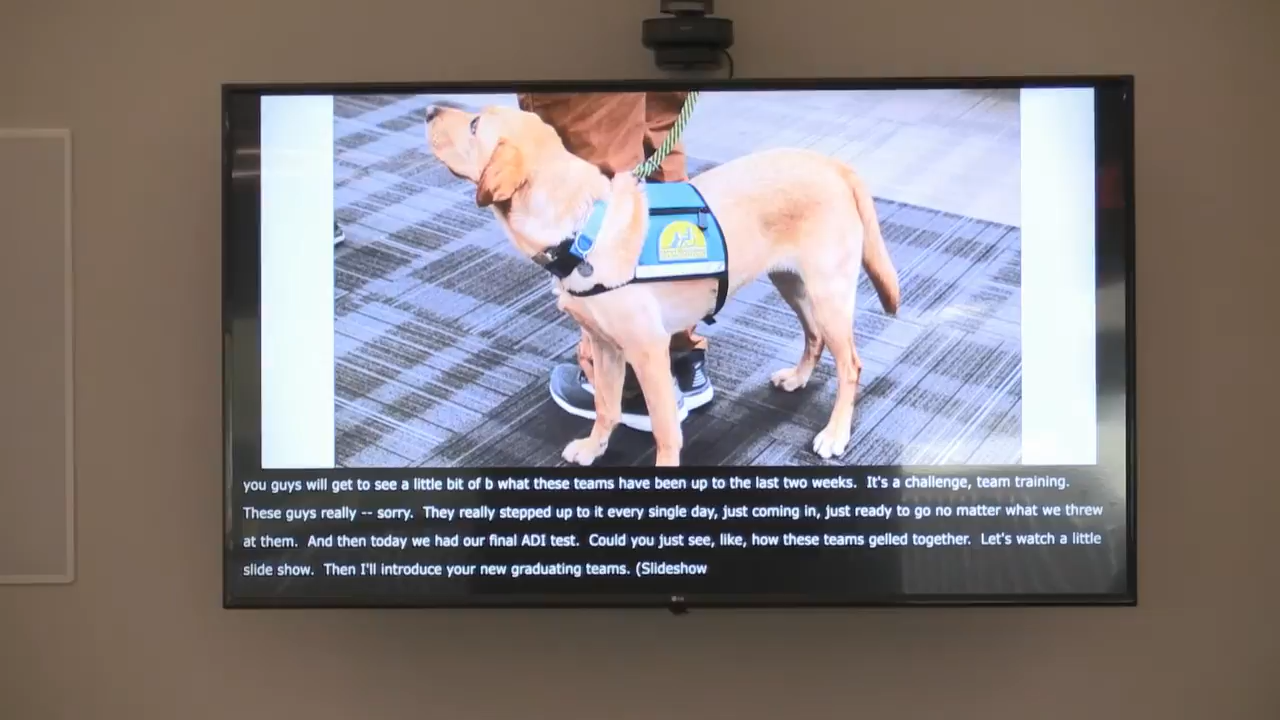 you guys will get to see a little bit of b what these teams have been up to the last two weeks.  It's a challenge, team training.
These guys really -- sorry.  They really stepped up to it every single day, just coming in, just ready to go no matter what we threw
at them.  And then today we had our final ADI test.  Could you just see, like, how these teams gelled together.  Let's watch a little
slide show.  Then I'll introduce your new graduating teams. (Slideshow
LG